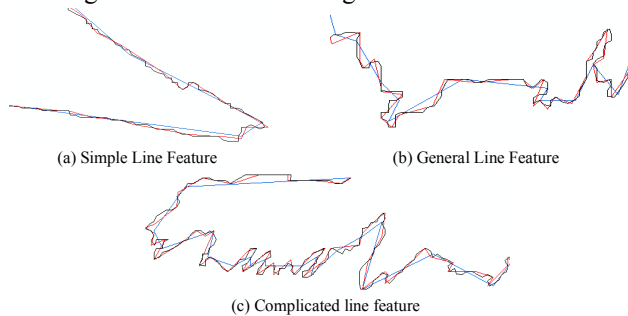 (a) Simple Line Feature
(b) General Line Feature
(c) Complicated line feature